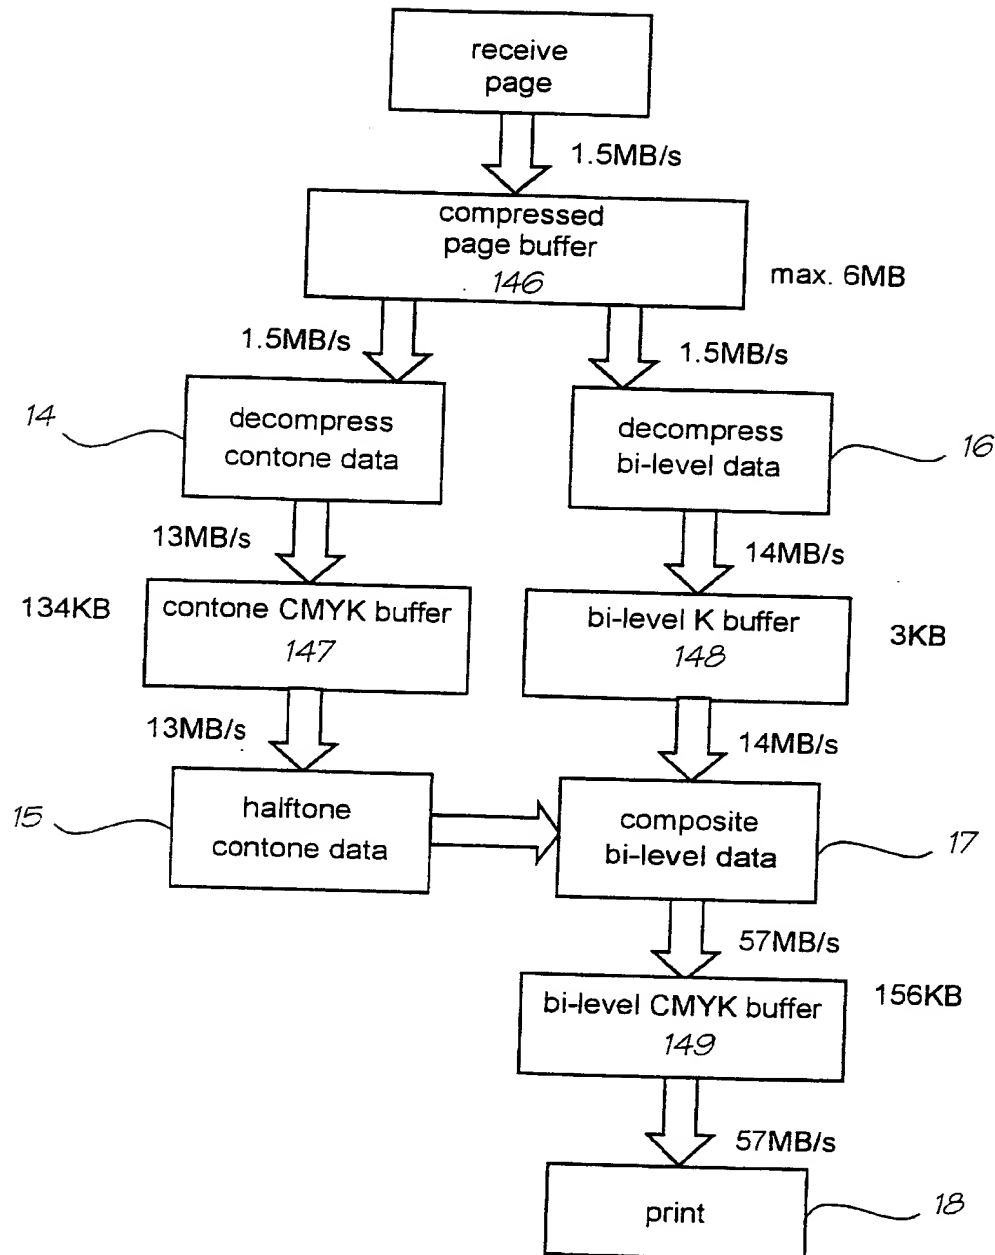 receive
page
1.5MB/s
compressed
page buffer
146
max. 6MB
1.5MB/s
1.5MB/s
14
decompress
contone data
decompress
bi-level data
16
13MB/s
14MB/s
134KB
contone CMYK buffer
147
bi-level K buffer
148
3KB
13MB/s
14MB/s
15
halftone
contone data
composite
bi-level data
17
57MB/s
bi-level CMYK buffer
149
156KB
57MB/s
print
18